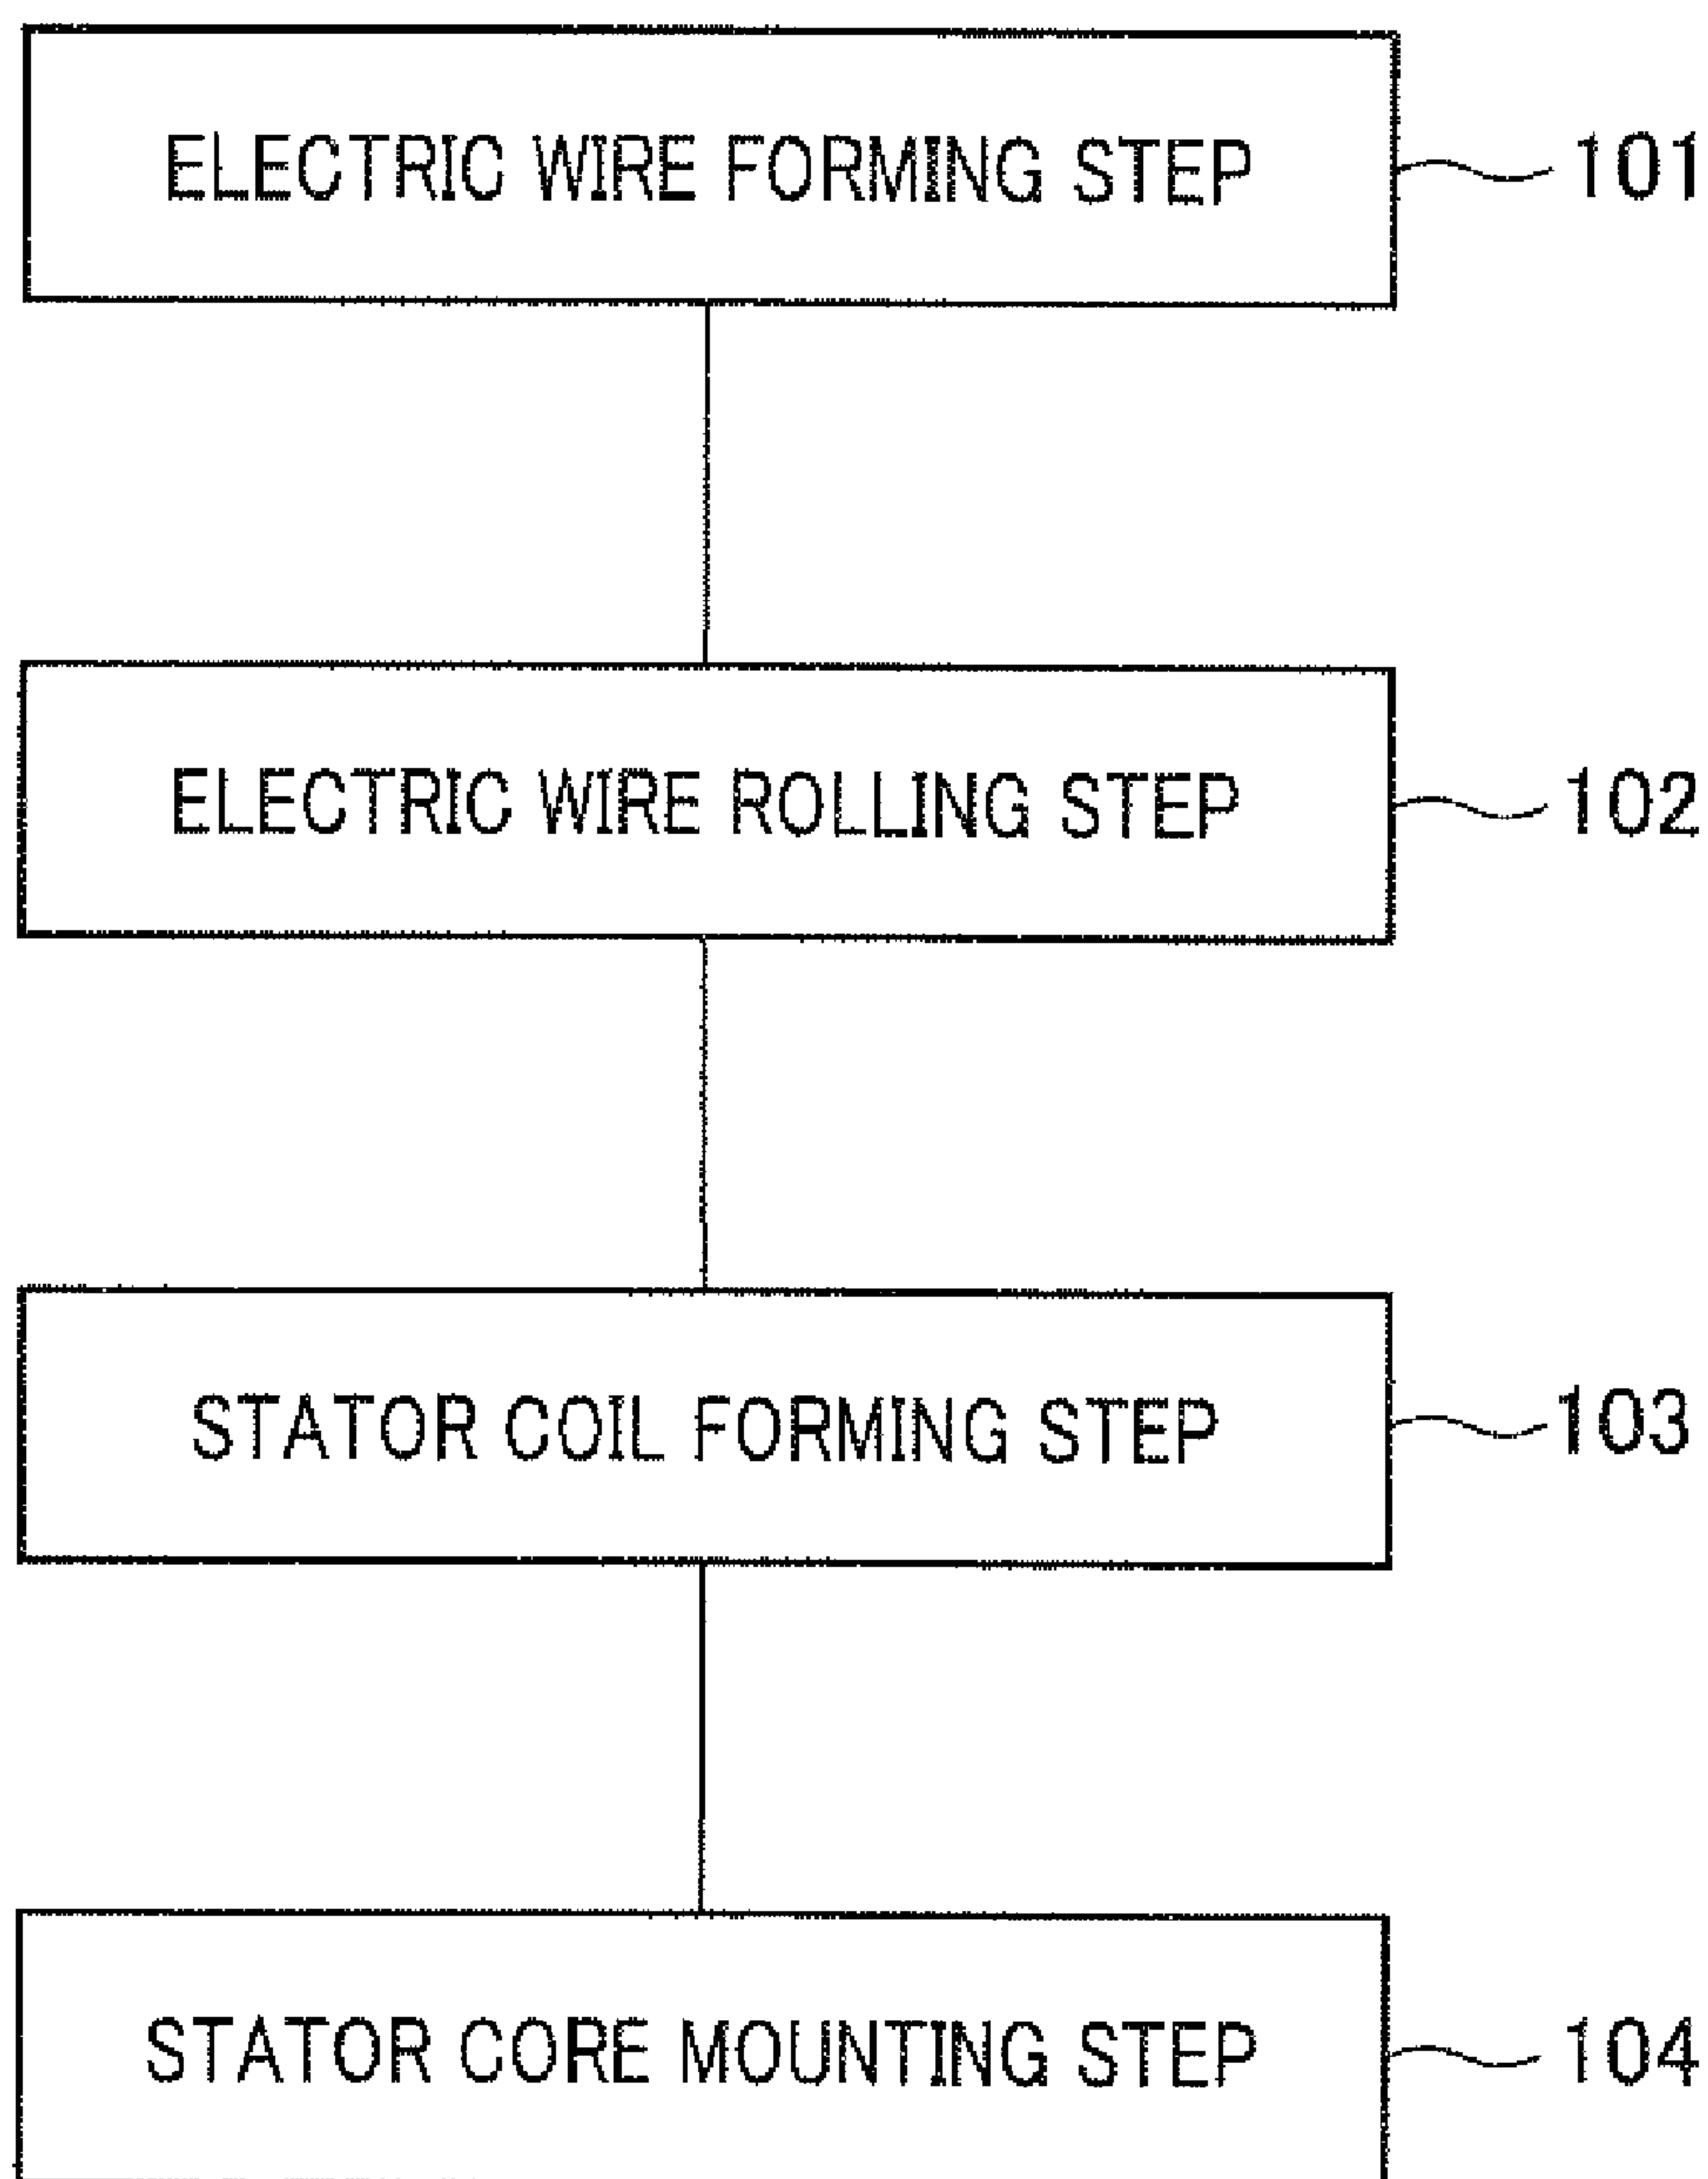 ELECTRIC WIRE FORMING STEP 101
ELECTRIC WIRE ROLLING STEP 102
STATOR COIL FORMING STEP 103
STATOR CORE MOUNTING STEP 104